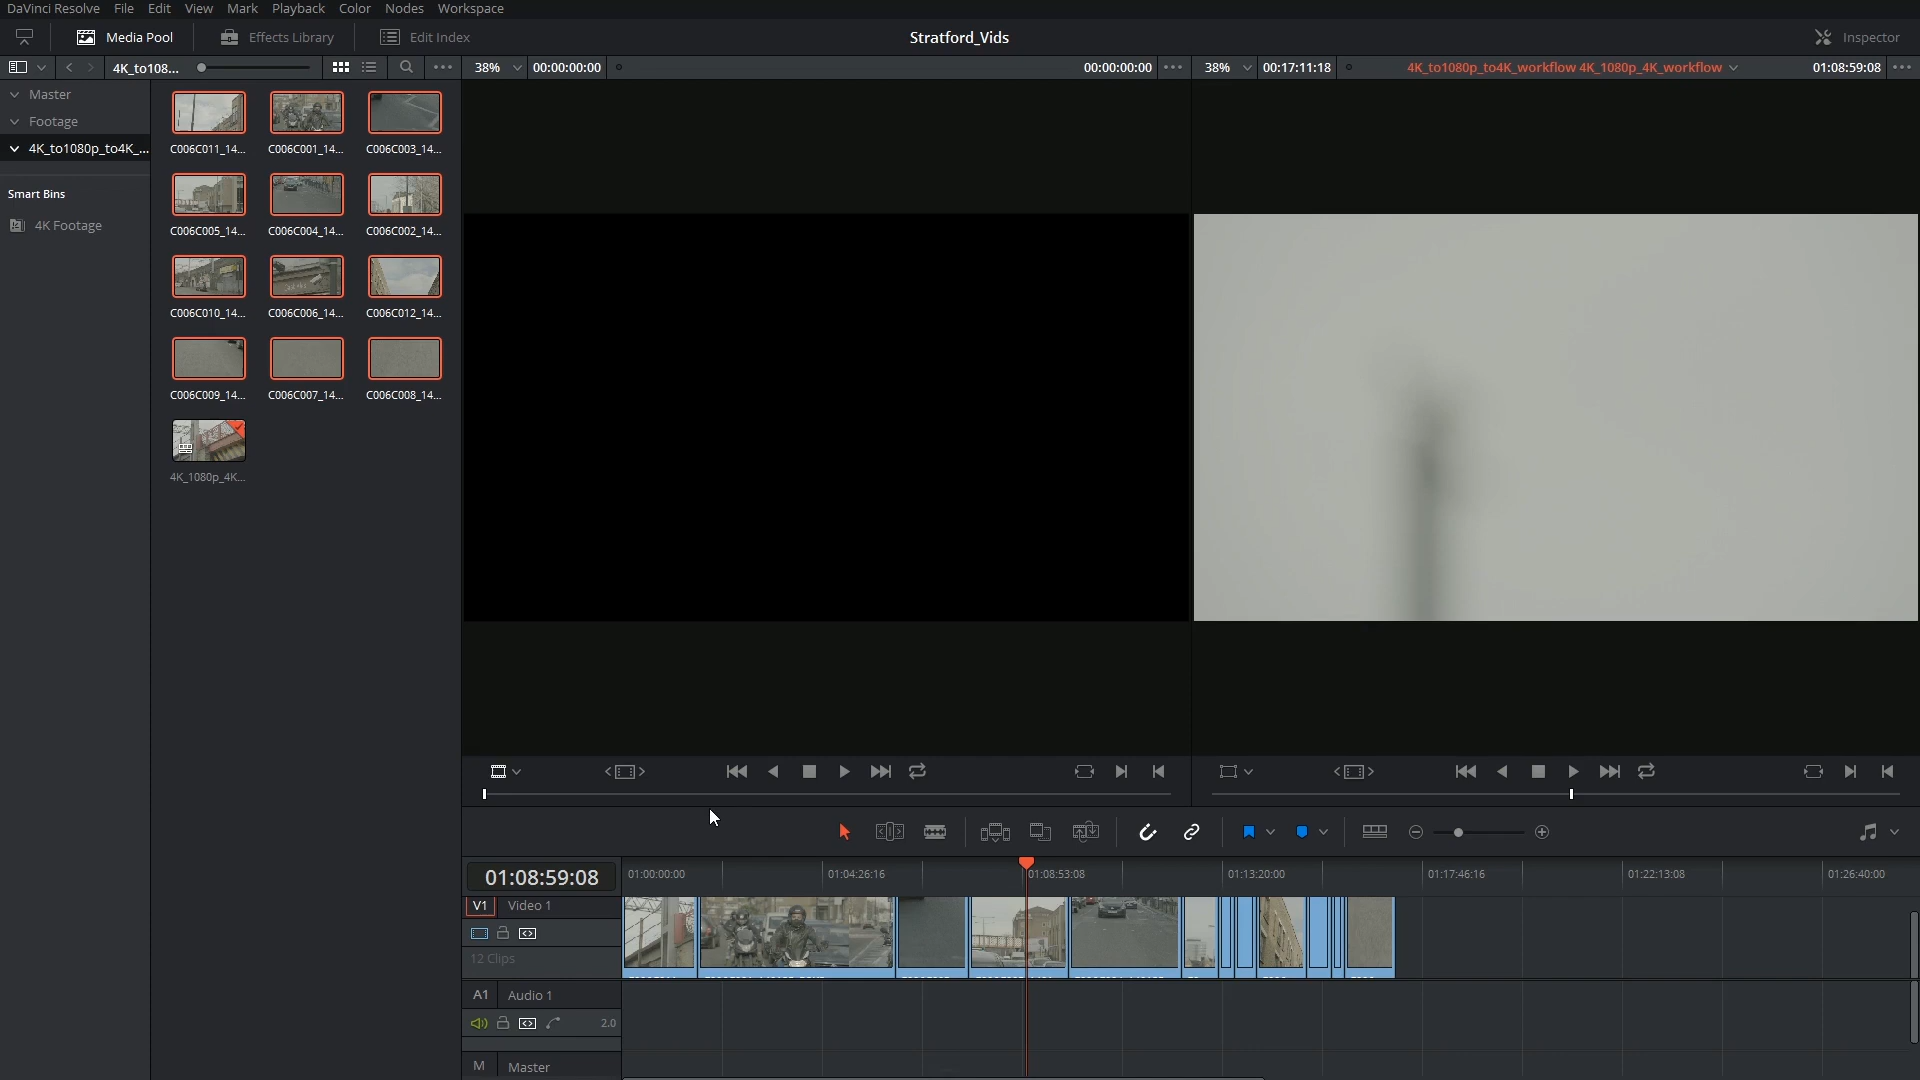 DaVinci Resolve File Edit View Mark Playback Color Nodes Workspace
Media Pool Effects Library Edit Index Stratford_Vids Inspector
4K_to108... 38% 00:00:00:00 00:00:00:00 38% 00:17:11:18 4K_to1080p_to4K_workflow 4K_1080p_4K_workflow 01:08:59:08
Master
Footage
4K_to1080p_to4K_...
Smart Bins
4K Footage
C006C011_14... C006C001_14... C006C003_14...
C006C005_14... C006C004_14... C006C002_14...
C006C010_14... C006C006_14... C006C012_14...
C006C009_14... C006C007_14... C006C008_14...
4K_1080p_4K...
01:08:59:08 01:00:00:00 01:04:26:16 01:08:53:08 01:13:20:00 01:17:46:16 01:22:13:08 01:26:40:00
V1 Video 1
12 Clips
A1 Audio 1
2.0
M Master